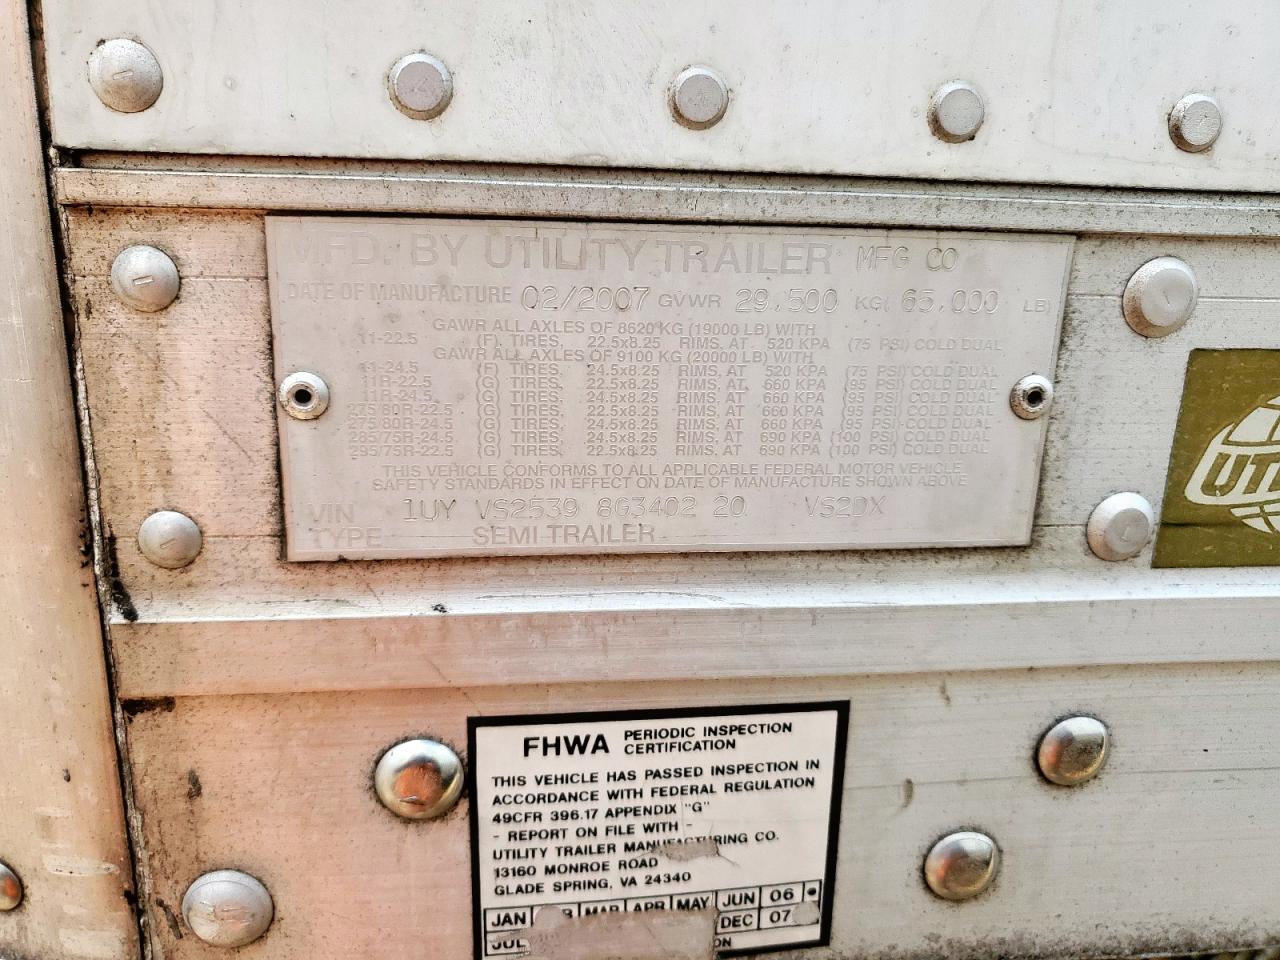 MFD. BY UTILITY TRAILER MFG CO
DATE OF MANUFACTURE 02/2007 GVWR 29,500 KG( 65,000 LB)
GAWR ALL AXLES OF 8620 KG (19000 LB) WITH
11-22.5 (F) TIRES, 22.5x8.25 RIMS, AT 520 KPA (75 PSI) COLD DUAL
GAWR ALL AXLES OF 9100 KG (20000 LB) WITH
11-24.5 (F) TIRES, 24.5x8.25 RIMS, AT 520 KPA (75 PSI) COLD DUAL
11R-22.5 (G) TIRES, 22.5x8.25 RIMS, AT 660 KPA (95 PSI) COLD DUAL
11R-24.5 (G) TIRES, 24.5x8.25 RIMS, AT 660 KPA (95 PSI) COLD DUAL
275/80R-22.5 (G) TIRES, 22.5x8.25 RIMS, AT 660 KPA (95 PSI) COLD DUAL
275/80R-24.5 (G) TIRES, 24.5x8.25 RIMS, AT 660 KPA (95 PSI) COLD DUAL
285/75R-24.5 (G) TIRES, 24.5x8.25 RIMS, AT 690 KPA (100 PSI) COLD DUAL
295/75R-22.5 (G) TIRES, 22.5x8.25 RIMS, AT 690 KPA (100 PSI) COLD DUAL
THIS VEHICLE CONFORMS TO ALL APPLICABLE FEDERAL MOTOR VEHICLE
SAFETY STANDARDS IN EFFECT ON DATE OF MANUFACTURE SHOWN ABOVE
VIN 1UY VS2539 8G3402 20 VS2DX
TYPE SEMI TRAILER
UTI
FHWA PERIODIC INSPECTION
CERTIFICATION
THIS VEHICLE HAS PASSED INSPECTION IN
ACCORDANCE WITH FEDERAL REGULATION
49CFR 396.17 APPENDIX "G"
- REPORT ON FILE WITH -
UTILITY TRAILER MANUFACTURING CO.
13160 MONROE ROAD
GLADE SPRING, VA 24340
JAN MAR APR MAY JUN 06
JUL DEC 07